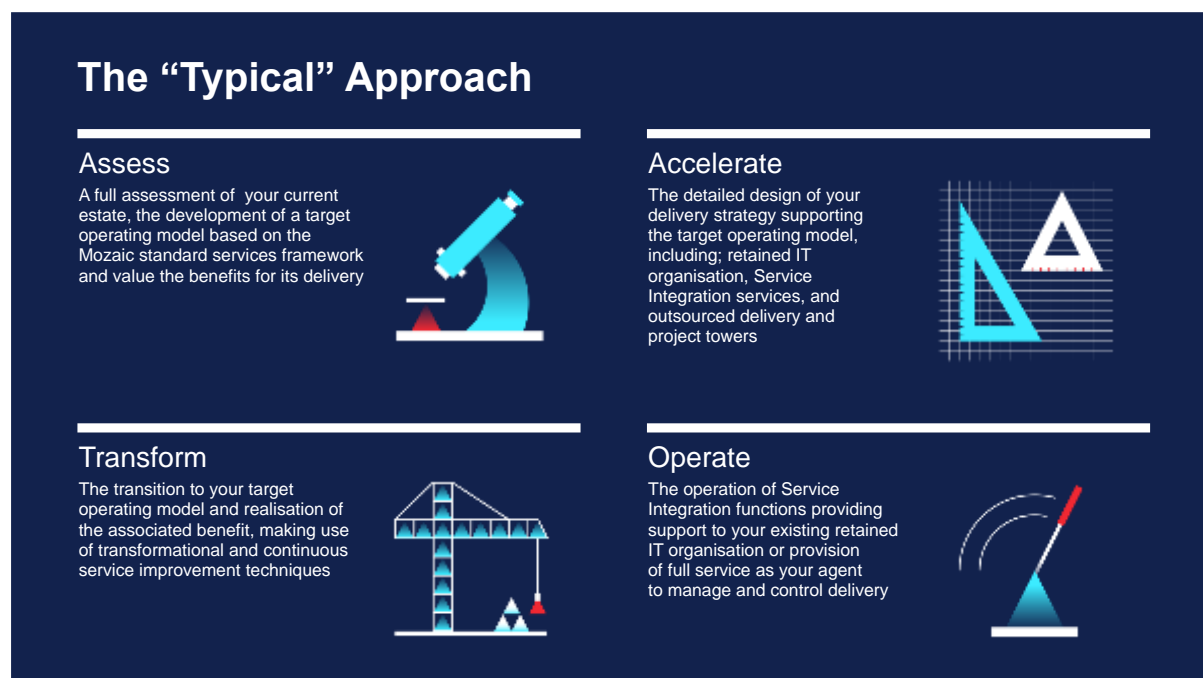 The “Typical” Approach
Assess
A full assessment of  your current
estate, the development of a target
operating model based on the
Mozaic standard services framework
and value the benefits for its delivery
Accelerate
The detailed design of your
delivery strategy supporting
the target operating model,
including; retained IT
organisation, Service
Integration services, and
outsourced delivery and
project towers
Transform
The transition to your target
operating model and realisation of
the associated benefit, making use
of transformational and continuous
service improvement techniques
Operate
The operation of Service
Integration functions providing
support to your existing retained
IT organisation or provision
of full service as your agent
to manage and control delivery